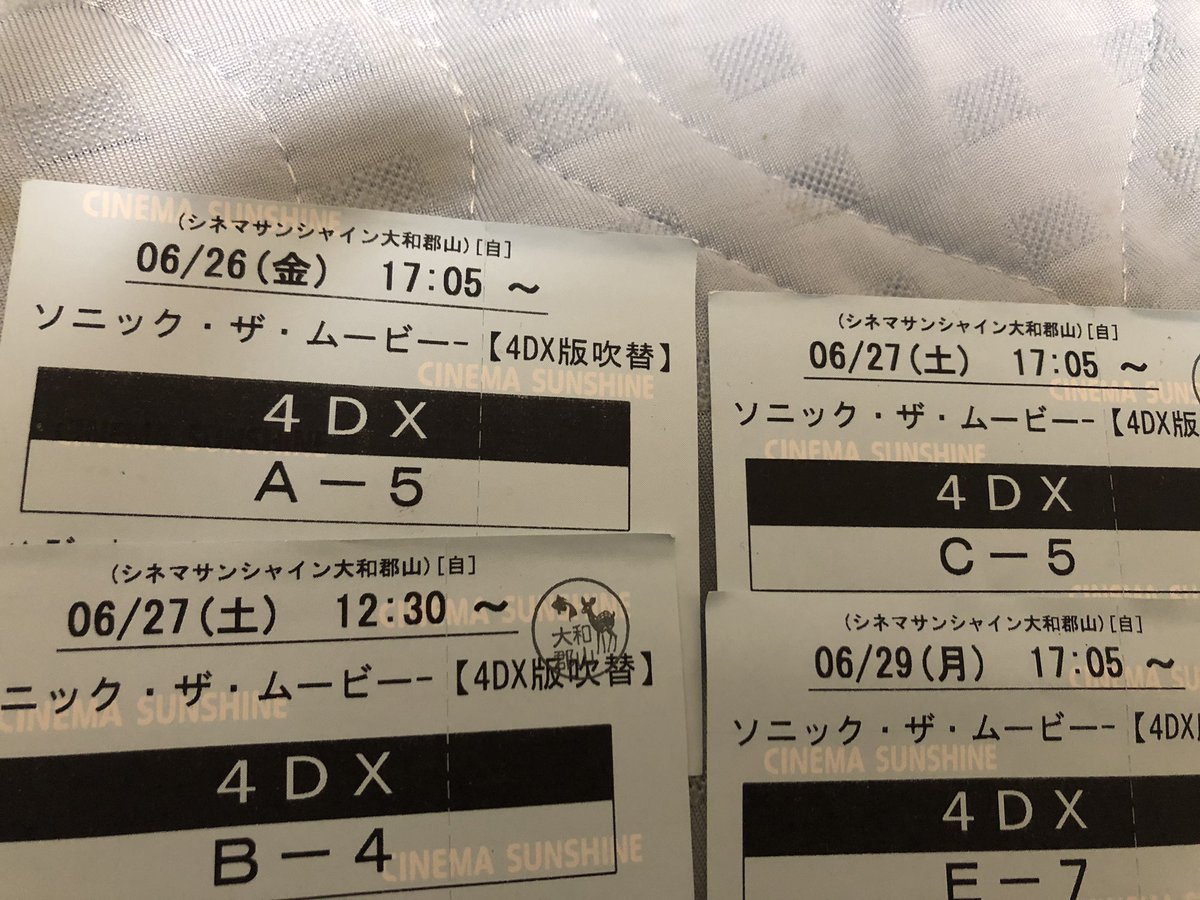 CINEMA SUNSHINE
(シネマサンシャイン大和郡山)[自]
06/26(金) 17:05 ~
ソニック・ザ・ムービー-【4DX版吹替】
CINEMA SUNSHINE
4DX
A-5
(シネマサンシャイン大和郡山)[自]
06/27(土) 12:30 ~
大和郡山
ニック・ザ・ムービー-【4DX版吹替】
CINEMA SUNSHINE
4DX
B-4
CINEMA SUNSHINE
(シネマサンシャイン大和郡山)[自]
06/27(土) 17:05 ~
ソニック・ザ・ムービー-【4DX版
CINEMA SUNSHINE
4DX
C-5
(シネマサンシャイン大和郡山)[自]
06/29(月) 17:05 ~
ソニック・ザ・ムービー-【4DX
CINEMA SUNSHINE
4DX
E-7